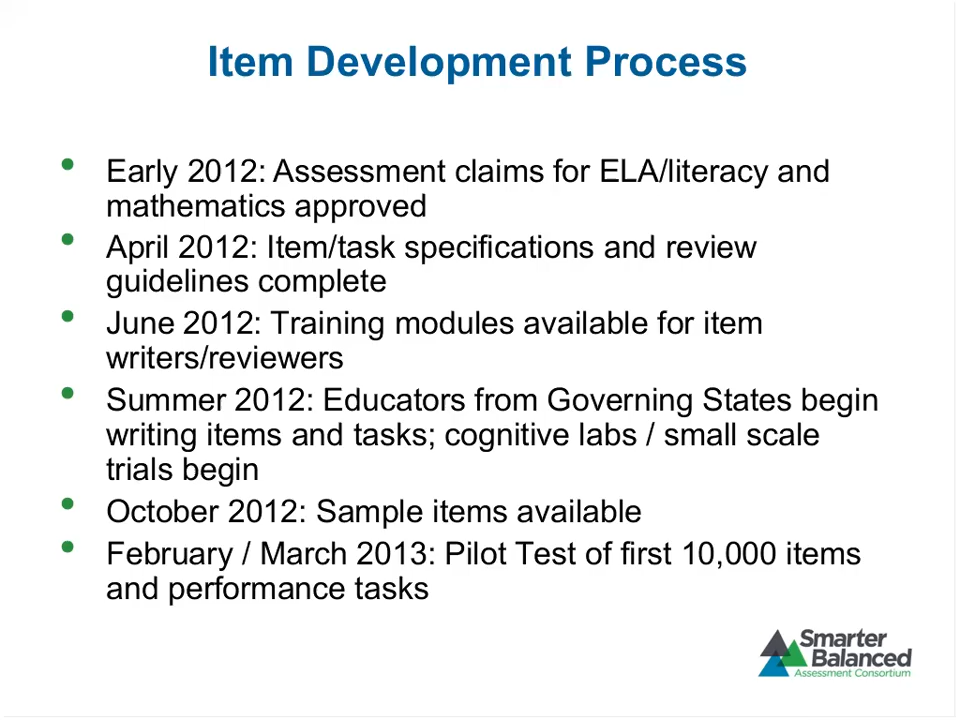 Item Development Process
• Early 2012: Assessment claims for ELA/literacy and
mathematics approved
• April 2012: Item/task specifications and review
guidelines complete
• June 2012: Training modules available for item
writers/reviewers
• Summer 2012: Educators from Governing States begin
writing items and tasks; cognitive labs / small scale
trials begin
• October 2012: Sample items available
• February / March 2013: Pilot Test of first 10,000 items
and performance tasks
Smarter
Balanced
Assessment Consortium